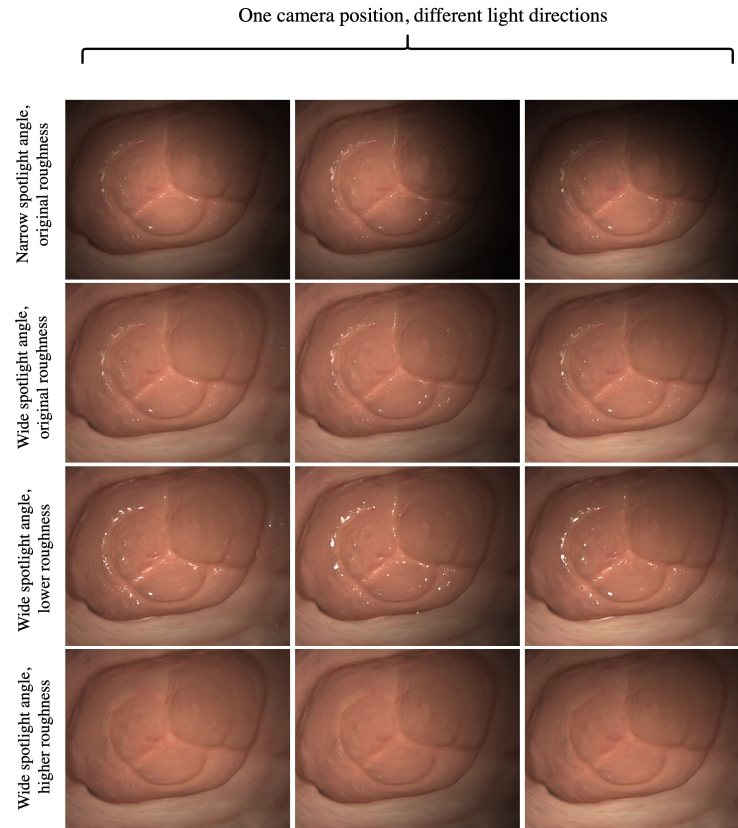 One camera position, different light directions
Narrow spotlight angle,
original roughness
Wide spotlight angle,
original roughness
Wide spotlight angle,
lower roughness
Wide spotlight angle,
higher roughness